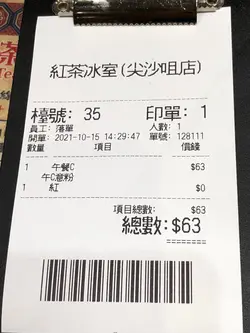 紅茶冰室(尖沙咀店)
檯號: 35 印單: 1
員工: 落單 人數: 1
開單: 2021-10-15 14:29:47 單號: 128111
數量 項目 價錢
1 午餐C $63
午C意粉
1 紅 $0
項目總數: $63
總數:$63